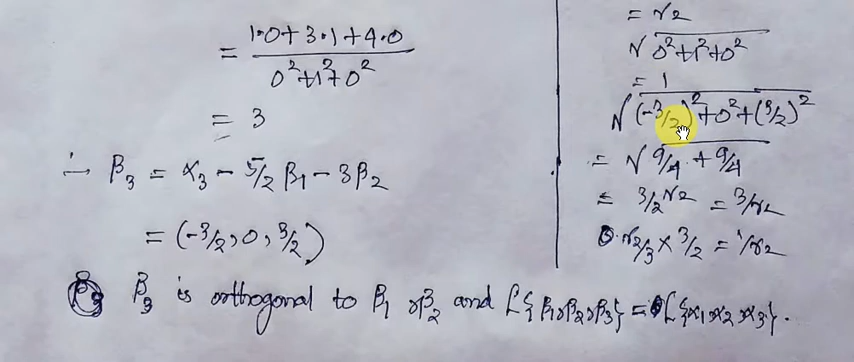 = (1·0+3·1+4·0)/(0²+1²+0²)
= 3
∴ β₃ = α₃ - 5/2 β₁ - 3β₂
= (-3/2, 0, 3/2)
β₃ is orthogonal to β₁, β₂ and L{β₁, β₂, β₃} = L{α₁, α₂, α₃}.
= √2
√0²+1²+0²
= 1
√(-3/2)²+0²+(3/2)²
= √9/4 + 9/4
= 3/2 √2 = 3/√2
√2/3 × 3/2 = 1/√2